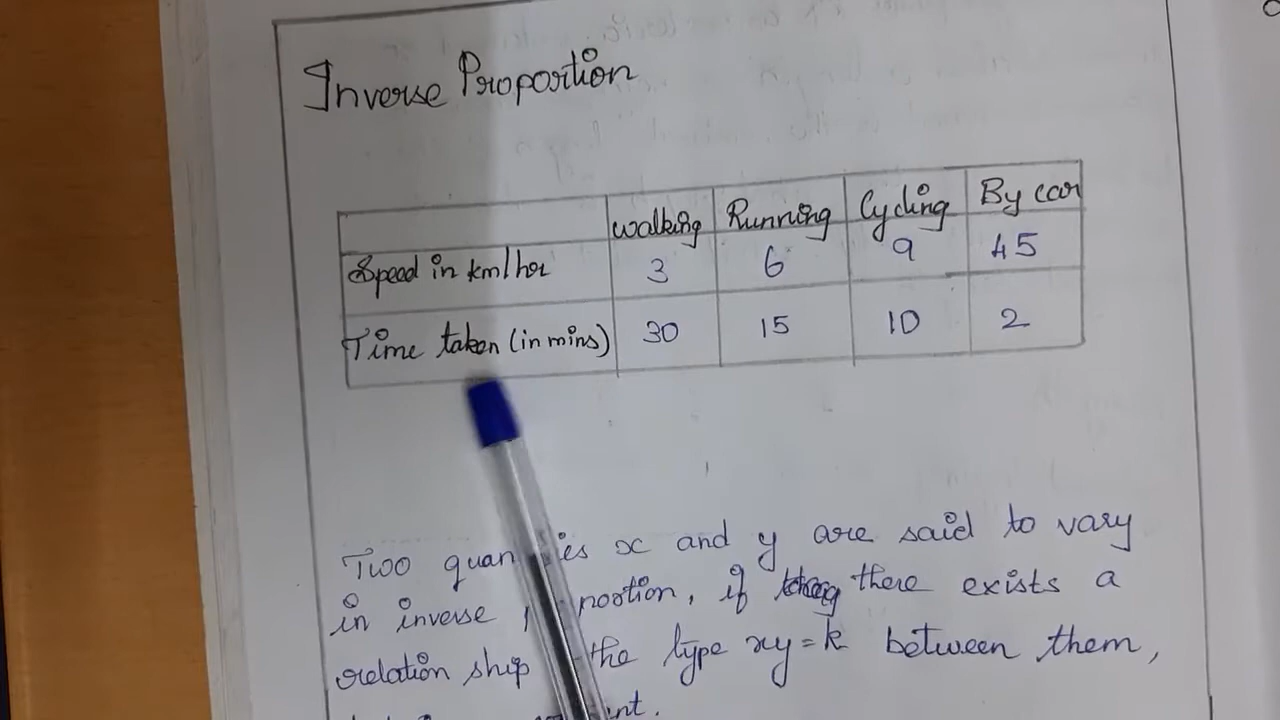 Inverse Proportion
Walking Running Cycling By car
Speed in km/hr 3 6 9 45
Time taken (in mins) 30 15 10 2
Two quan ies x and y are said to vary
in inverse portion, if there exists a
relation ship the type xy=k between them,
nt.